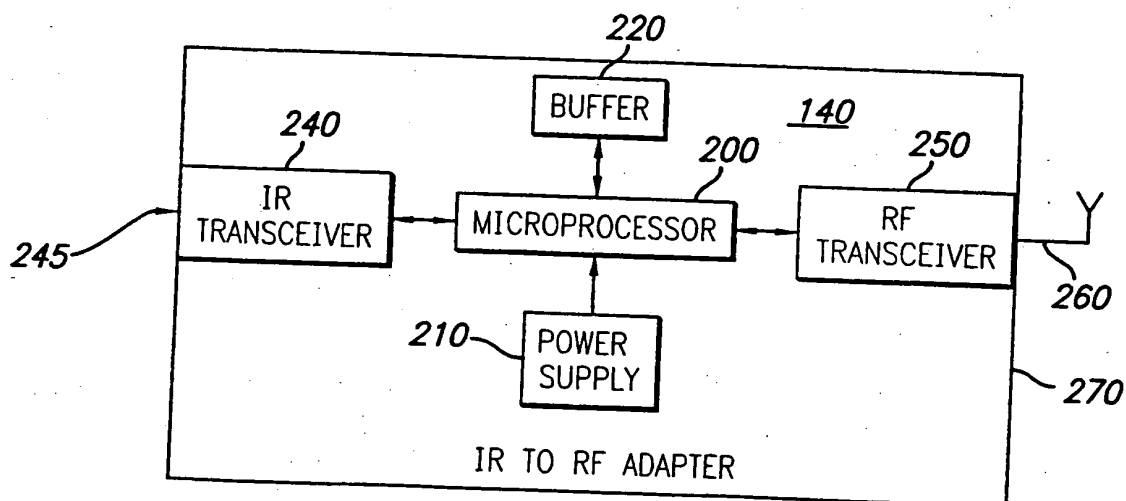 220
BUFFER
140
240
200
250
IR
TRANSCEIVER
MICROPROCESSOR
RF
TRANSCEIVER
245
260
210
POWER
SUPPLY
270
IR TO RF ADAPTER